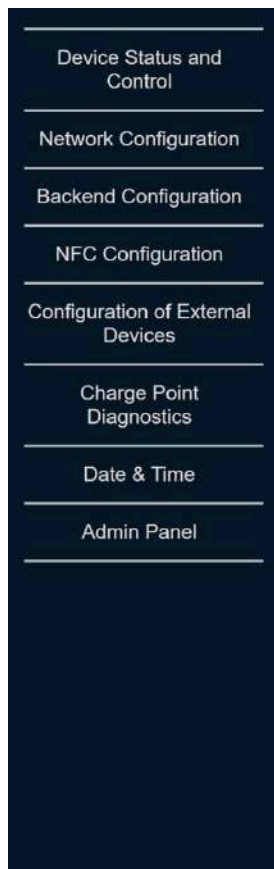 Device Status and
Control
Network Configuration
Backend Configuration
NFC Configuration
Configuration of External
Devices
Charge Point
Diagnostics
Date & Time
Admin Panel